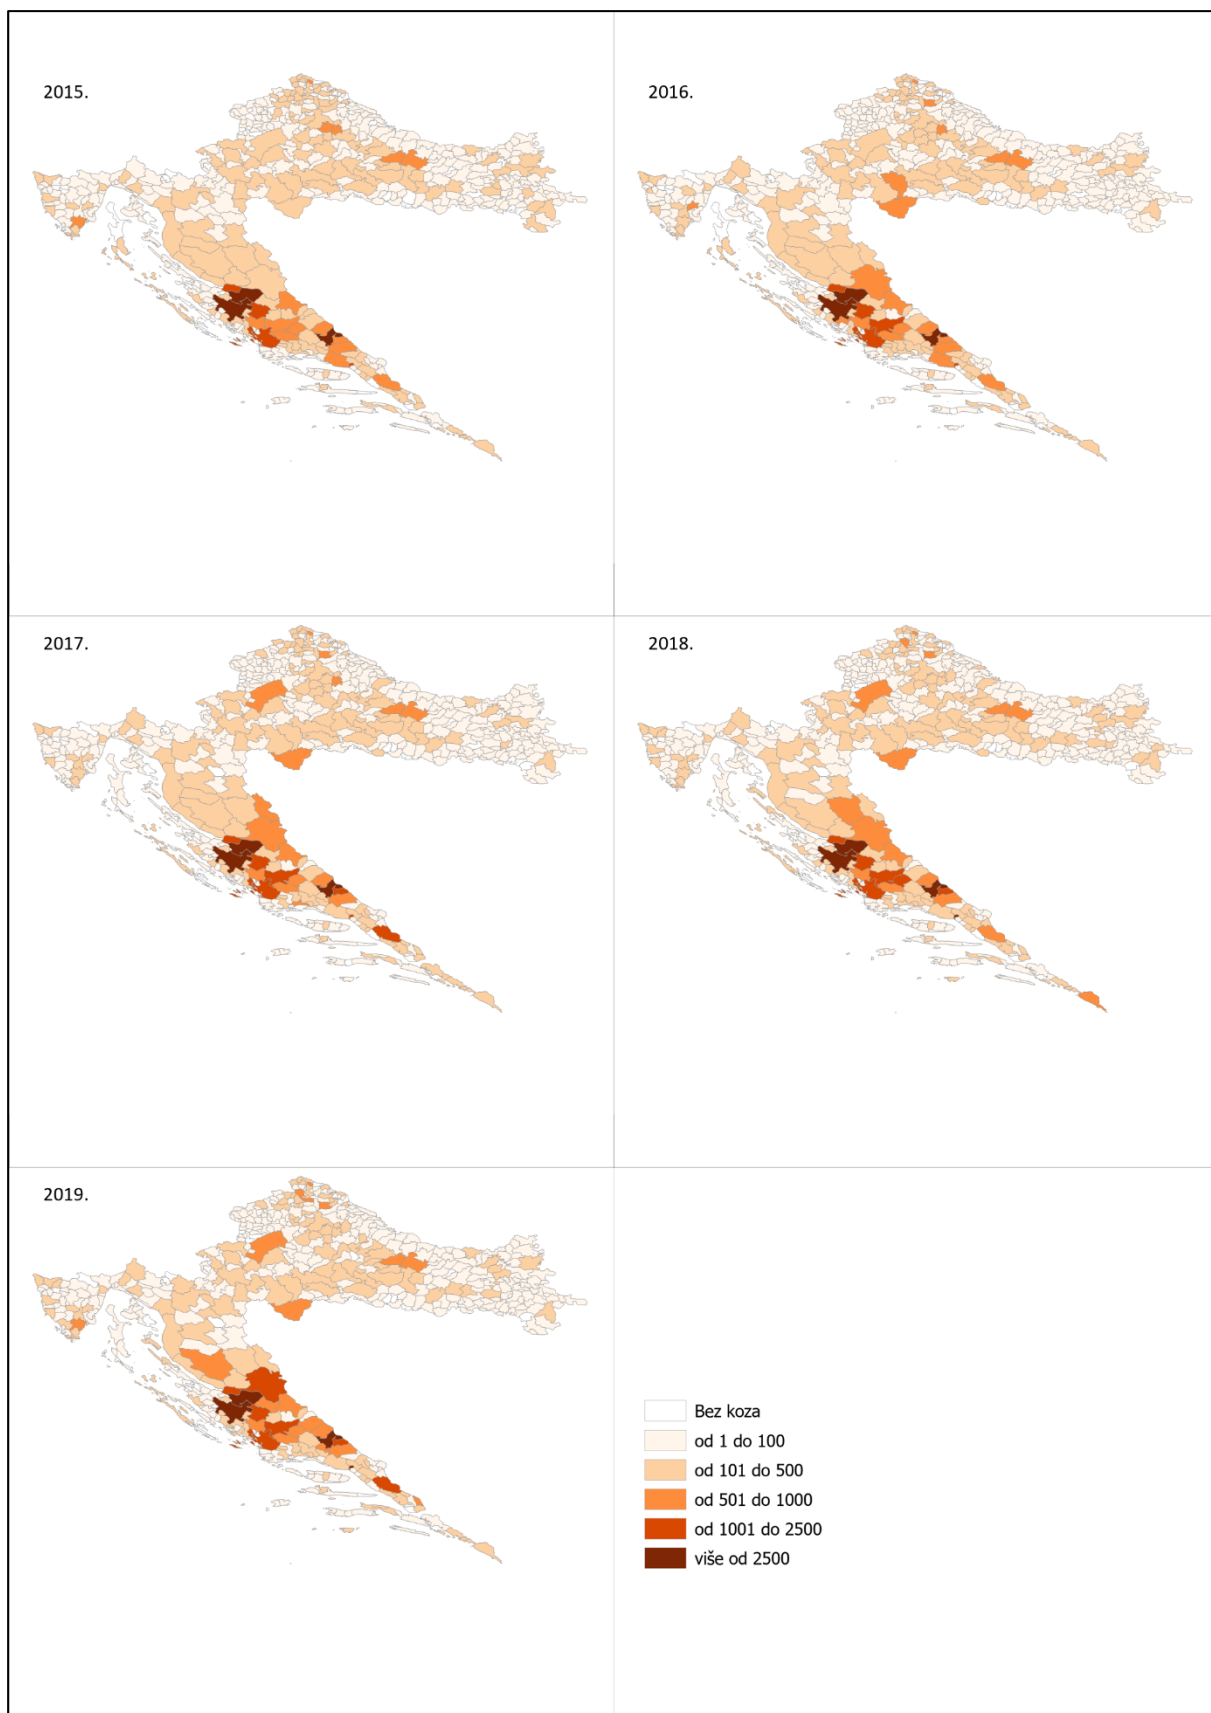 2015.
2016.
2017.
2018.
2019.
Bez koza
od 1 do 100
od 101 do 500
od 501 do 1000
od 1001 do 2500
više od 2500